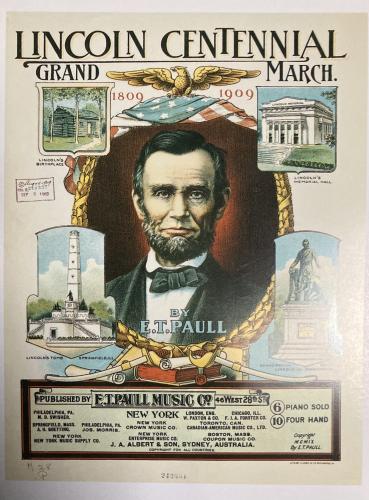 LINCOLN CENTENNIAL
GRAND MARCH.
1809 1909
LINCOLN'S BIRTHPLACE
LINCOLN'S MEMORIAL HALL
BY
E.T. PAULL
LINCOLN'S TOMB SPRINGFIELD, ILL.
PUBLISHED BY E.T. PAULL MUSIC CO. 46 WEST 28th ST.
NEW YORK
PHILADELPHIA, PA.
M. D. SWISHER.
SPRINGFIELD, MASS.
A. H. GOETTING.
PHILADELPHIA, PA.
JOS. MORRIS.
NEW YORK
CROWN MUSIC CO.
LONDON, ENG.
W. PAXTON & CO.
TORONTO, CAN.
CANADIAN-AMERICAN MUSIC CO., LTD.
CHICAGO, ILL.
F. J. A. FORSTER CO.
NEW YORK
NEW YORK MUSIC SUPPLY CO.
NEW YORK
ENTERPRISE MUSIC CO.
BOSTON, MASS.
COUPON MUSIC CO.
J. A. ALBERT & SON, SYDNEY, AUSTRALIA.
COPYRIGHT FOR ALL COUNTRIES
6 PIANO SOLO
10 FOUR HAND
Copyright
MCMIX
By E.T. PAULL